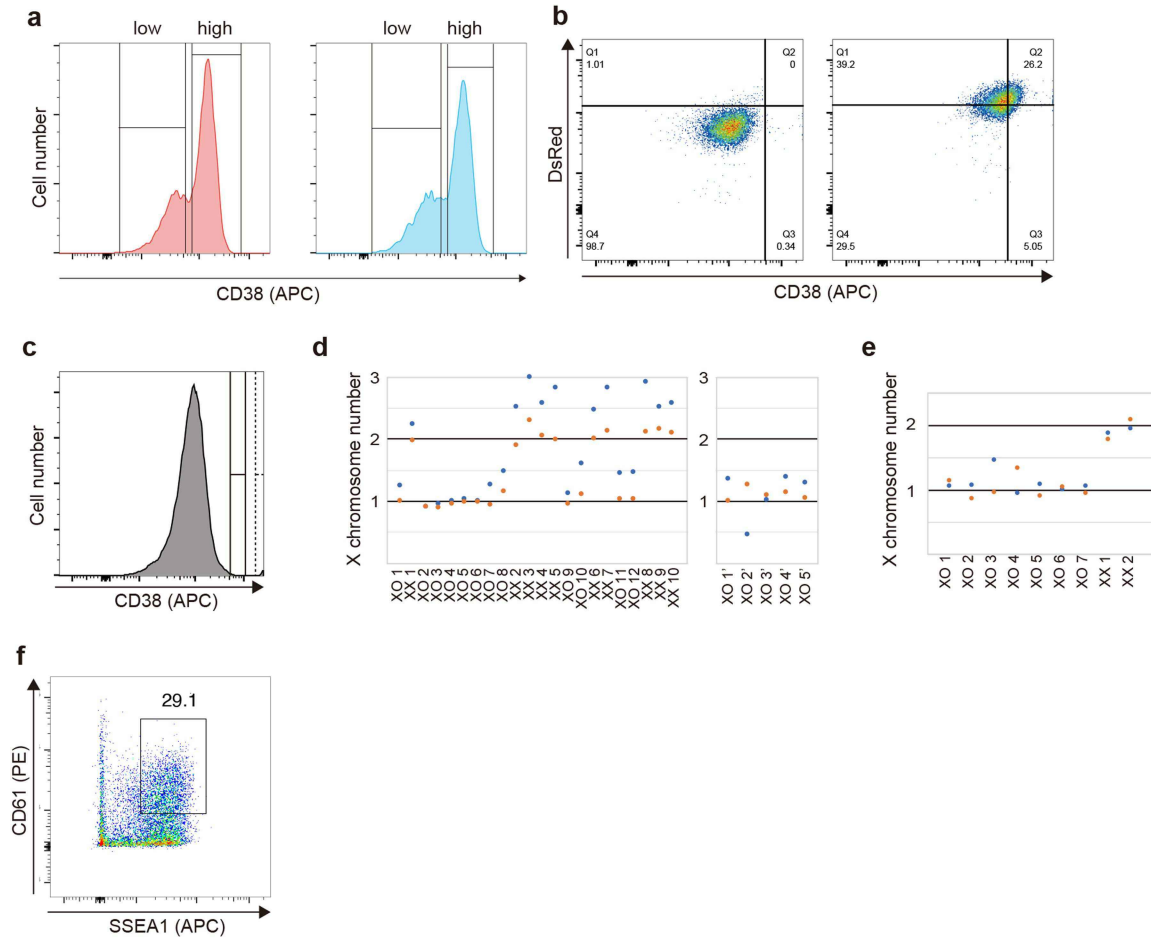 a
low high
low high
Cell number
CD38 (APC)
b
Q1
1.01
Q2
0
Q4
98.7
Q3
0.34
Q1
39.2
Q2
26.2
Q4
29.5
Q3
5.05
DsRed
CD38 (APC)
c
Cell number
CD38 (APC)
d
X chromosome number
3
2
1
XO 1
XX 1
XO 2
XO 3
XO 4
XO 5
XO 6
XO 7
XO 8
XX 2
XX 3
XX 4
XX 5
XO 9
XO 10
XX 6
XX 7
XO 11
XO 12
XX 8
XX 9
XX 10
3
2
1
XO 1'
XO 2'
XO 3'
XO 4'
XO 5'
e
X chromosome number
2
1
XO 1
XO 2
XO 3
XO 4
XO 5
XO 6
XO 7
XX 1
XX 2
f
29.1
CD61 (PE)
SSEA1 (APC)